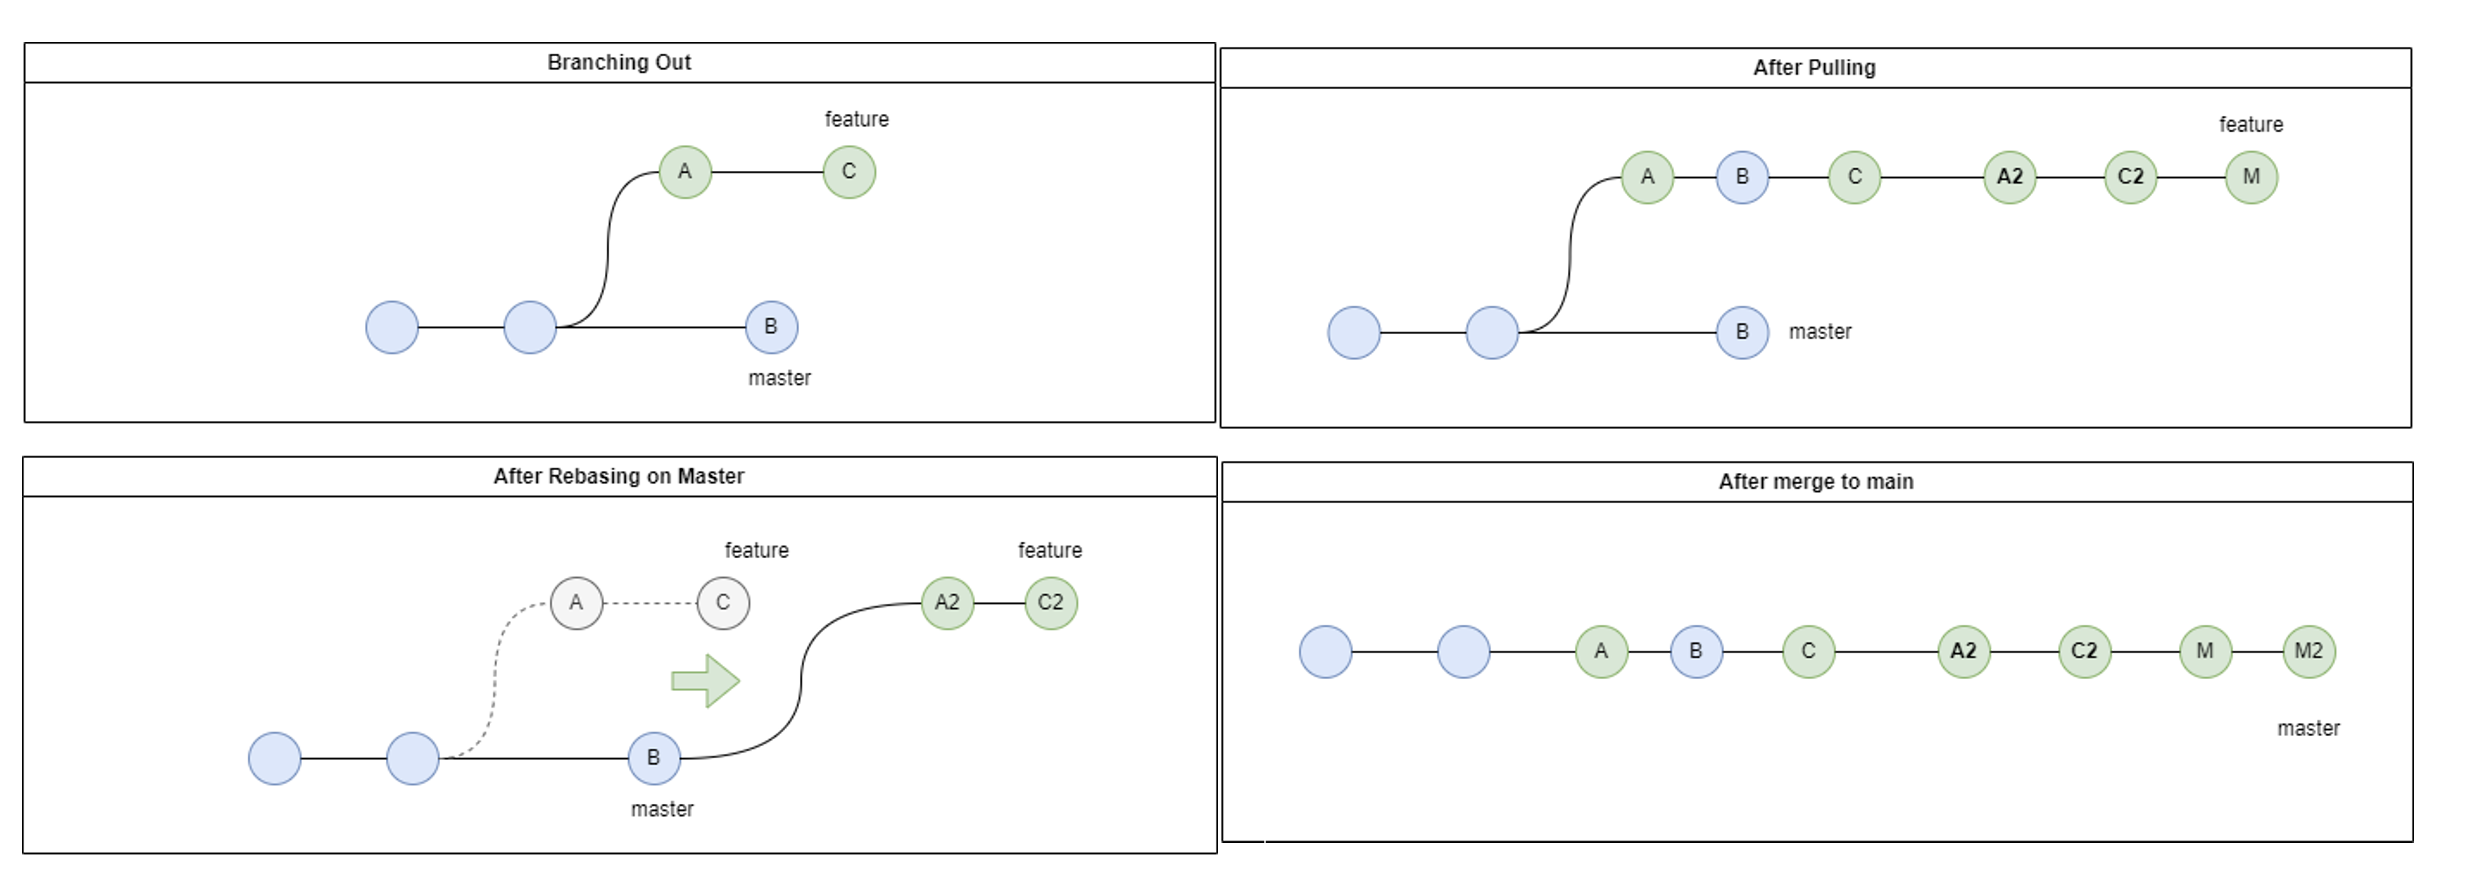 Branching Out
feature
A C
B
master
After Pulling
feature
A B C A2 C2 M
B master
After Rebasing on Master
feature feature
A C A2 C2
B
master
After merge to main
A B C A2 C2 M M2
master